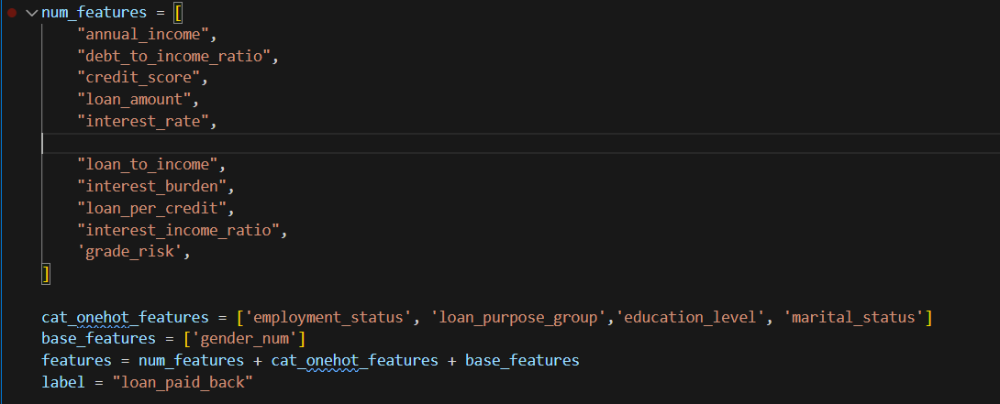 num_features = [
    "annual_income",
    "debt_to_income_ratio",
    "credit_score",
    "loan_amount",
    "interest_rate",
    "loan_to_income",
    "interest_burden",
    "loan_per_credit",
    "interest_income_ratio",
    'grade_risk',
]
cat_onehot_features = ['employment_status', 'loan_purpose_group','education_level', 'marital_status']
base_features = ['gender_num']
features = num_features + cat_onehot_features + base_features
label = "loan_paid_back"